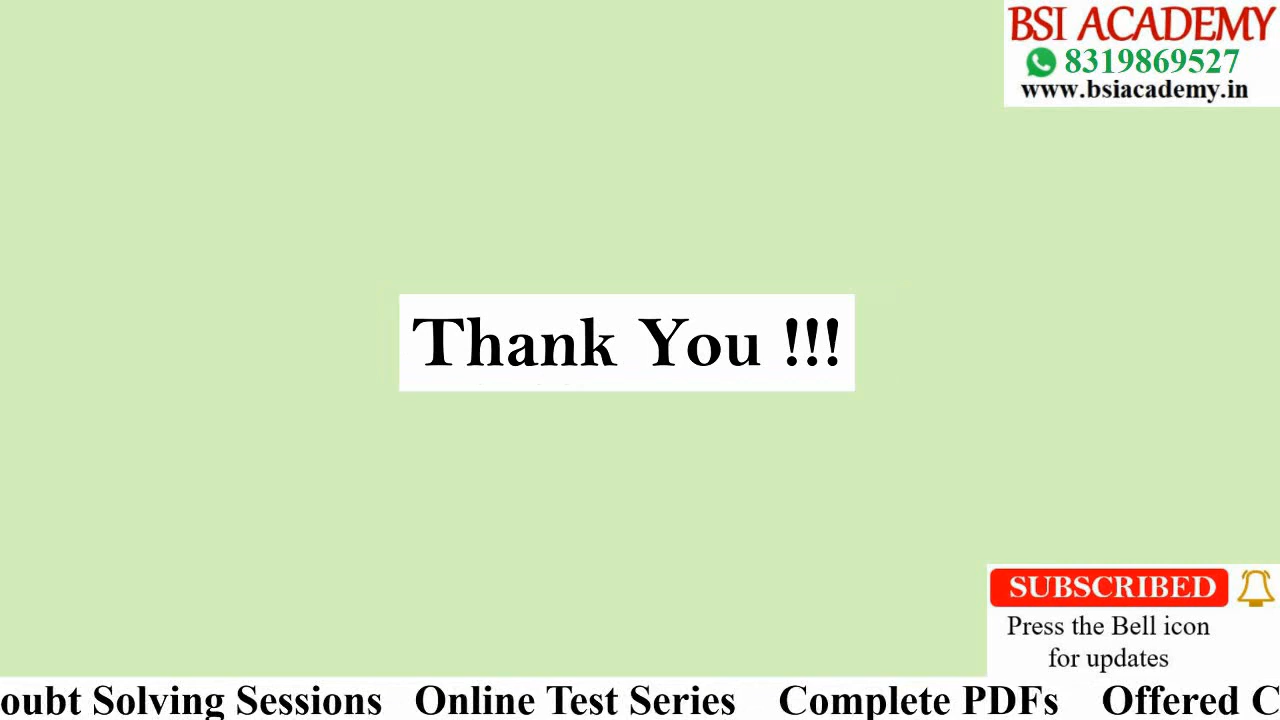 BSI ACADEMY
8319869527
www.bsiacademy.in
Thank You !!!
SUBSCRIBED
Press the Bell icon
for updates
Solving Sessions Online Test Series Complete PDFs Offered